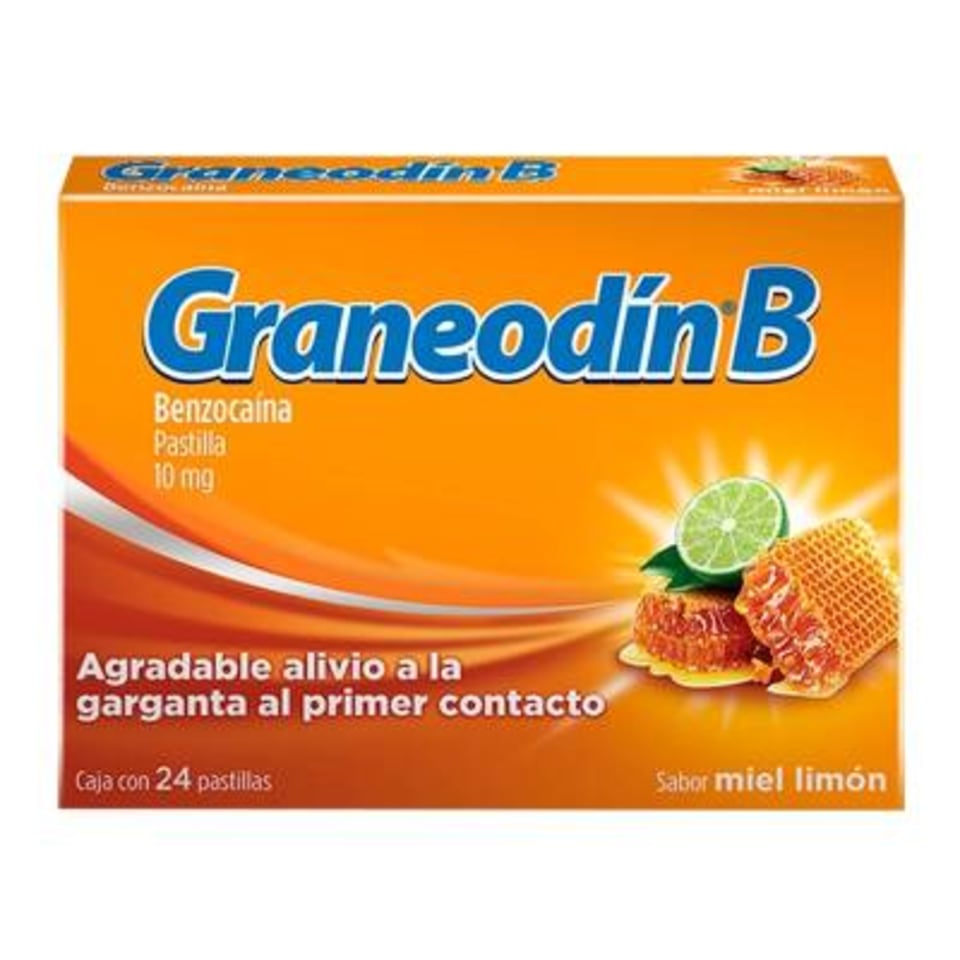 Graneodín B
Benzocaína
miel limón
Graneodín® B
Benzocaína
Pastilla
10 mg
Agradable alivio a la
garganta al primer contacto
Caja con 24 pastillas
Sabor miel limón